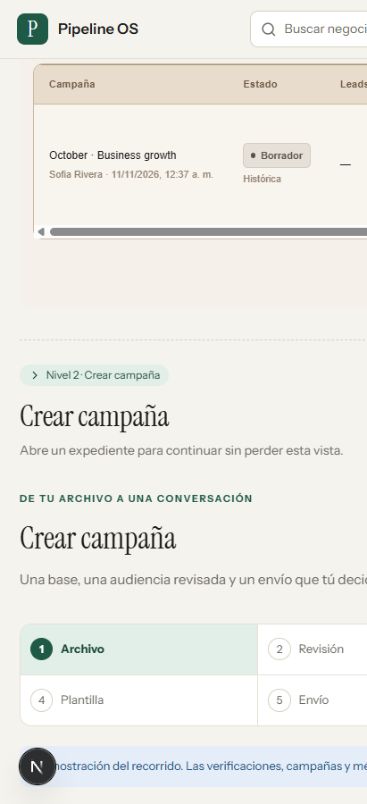 P Pipeline OS
Buscar negoci
Campaña Estado Leads
October · Business growth
Sofia Rivera · 11/11/2026, 12:37 a. m.
Borrador
Histórica
—
Nivel 2 · Crear campaña
Crear campaña
Abre un expediente para continuar sin perder esta vista.
DE TU ARCHIVO A UNA CONVERSACIÓN
Crear campaña
Una base, una audiencia revisada y un envío que tú deci
1 Archivo
2 Revisión
4 Plantilla
5 Envío
N
nostración del recorrido. Las verificaciones, campañas y me